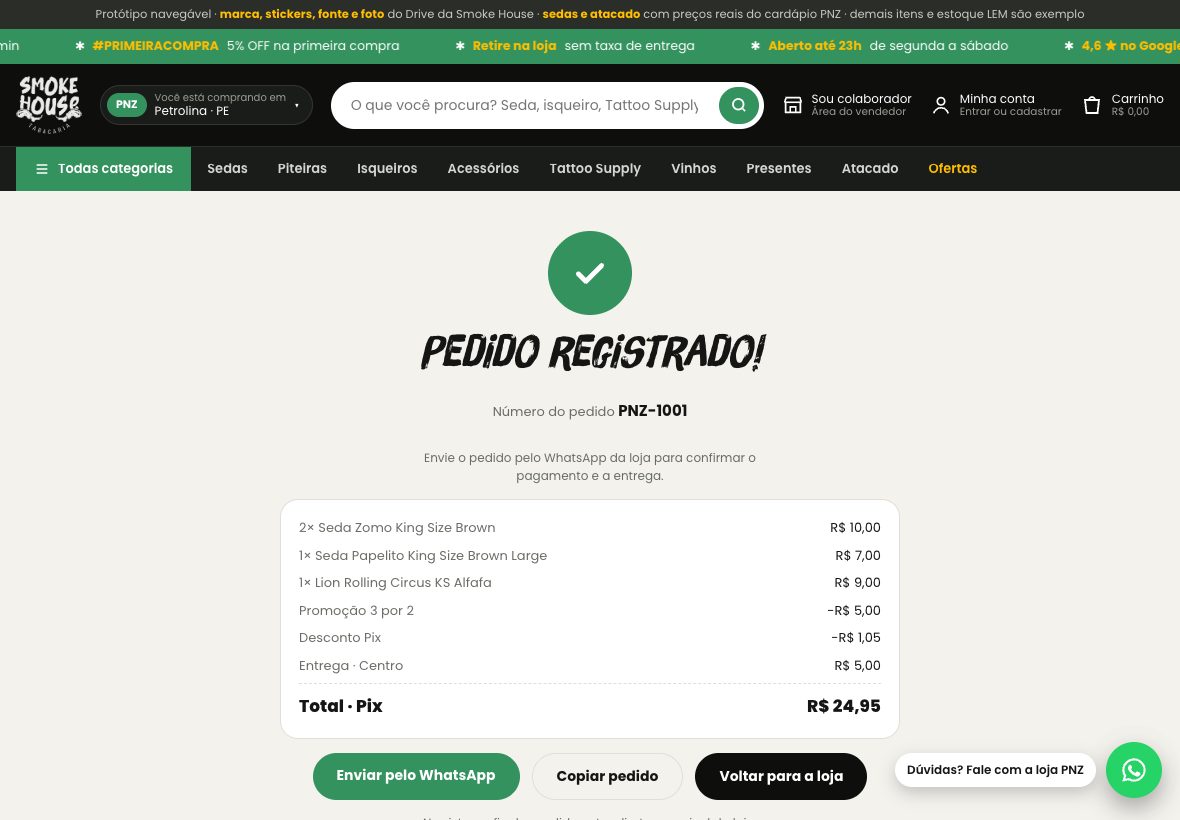 Protótipo navegável · marca, stickers, fonte e foto do Drive da Smoke House · sedas e atacado com preços reais do cardápio PNZ · demais itens e estoque LEM são exemplo
min * #PRIMEIRACOMPRA 5% OFF na primeira compra * Retire na loja sem taxa de entrega * Aberto até 23h de segunda a sábado * 4,6 ★ no Google
SMOKE
HOUSE
TABACARIA
PNZ
Você está comprando em
Petrolina · PE
O que você procura? Seda, isqueiro, Tattoo Supply
Sou colaborador
Área do vendedor
Minha conta
Entrar ou cadastrar
Carrinho
R$ 0,00
☰ Todas categorias Sedas Piteiras Isqueiros Acessórios Tattoo Supply Vinhos Presentes Atacado Ofertas
PEDIDO REGISTRADO!
Número do pedido PNZ-1001
Envie o pedido pelo WhatsApp da loja para confirmar o
pagamento e a entrega.
2× Seda Zomo King Size Brown R$ 10,00
1× Seda Papelito King Size Brown Large R$ 7,00
1× Lion Rolling Circus KS Alfafa R$ 9,00
Promoção 3 por 2 −R$ 5,00
Desconto Pix −R$ 1,05
Entrega · Centro R$ 5,00
Total · Pix R$ 24,95
Enviar pelo WhatsApp Copiar pedido Voltar para a loja
Dúvidas? Fale com a loja PNZ